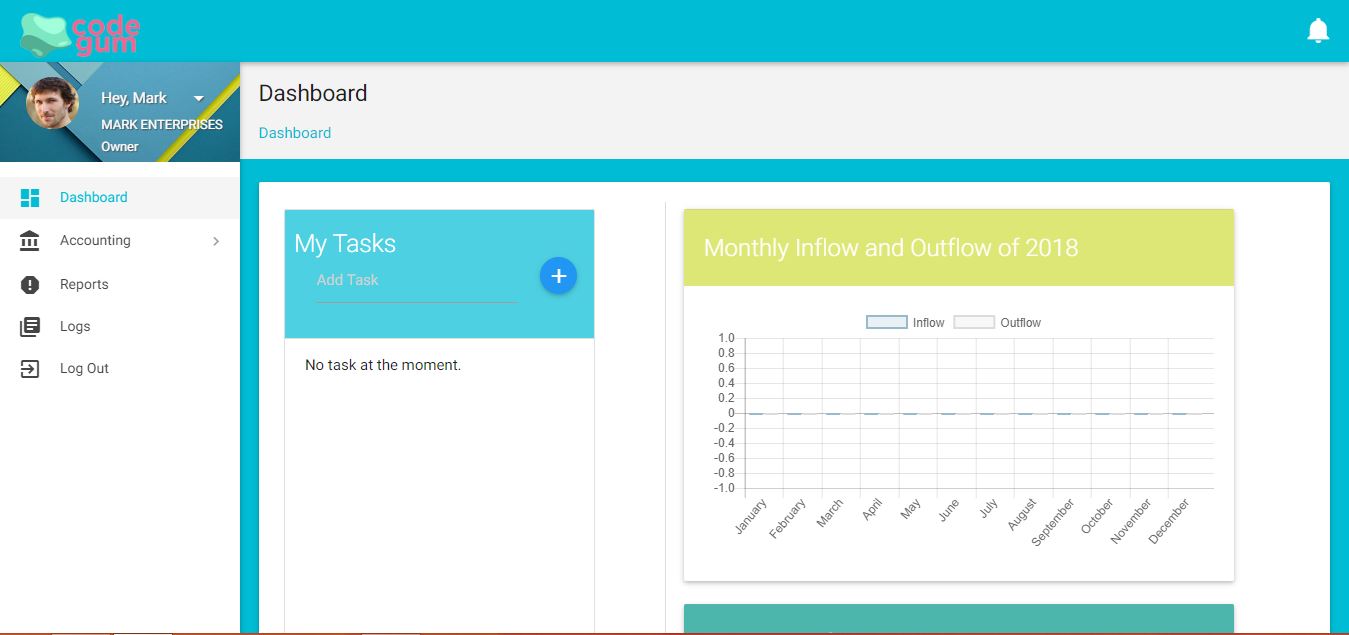 code
gum
Hey, Mark
MARK ENTERPRISES
Owner
Dashboard
Accounting
Reports
Logs
Log Out
Dashboard
Dashboard
My Tasks
Add Task
No task at the moment.
Monthly Inflow and Outflow of 2018
Inflow Outflow
1.0
0.8
0.6
0.4
0.2
0
-0.2
-0.4
-0.6
-0.8
-1.0
January February March April May June July August September October November December